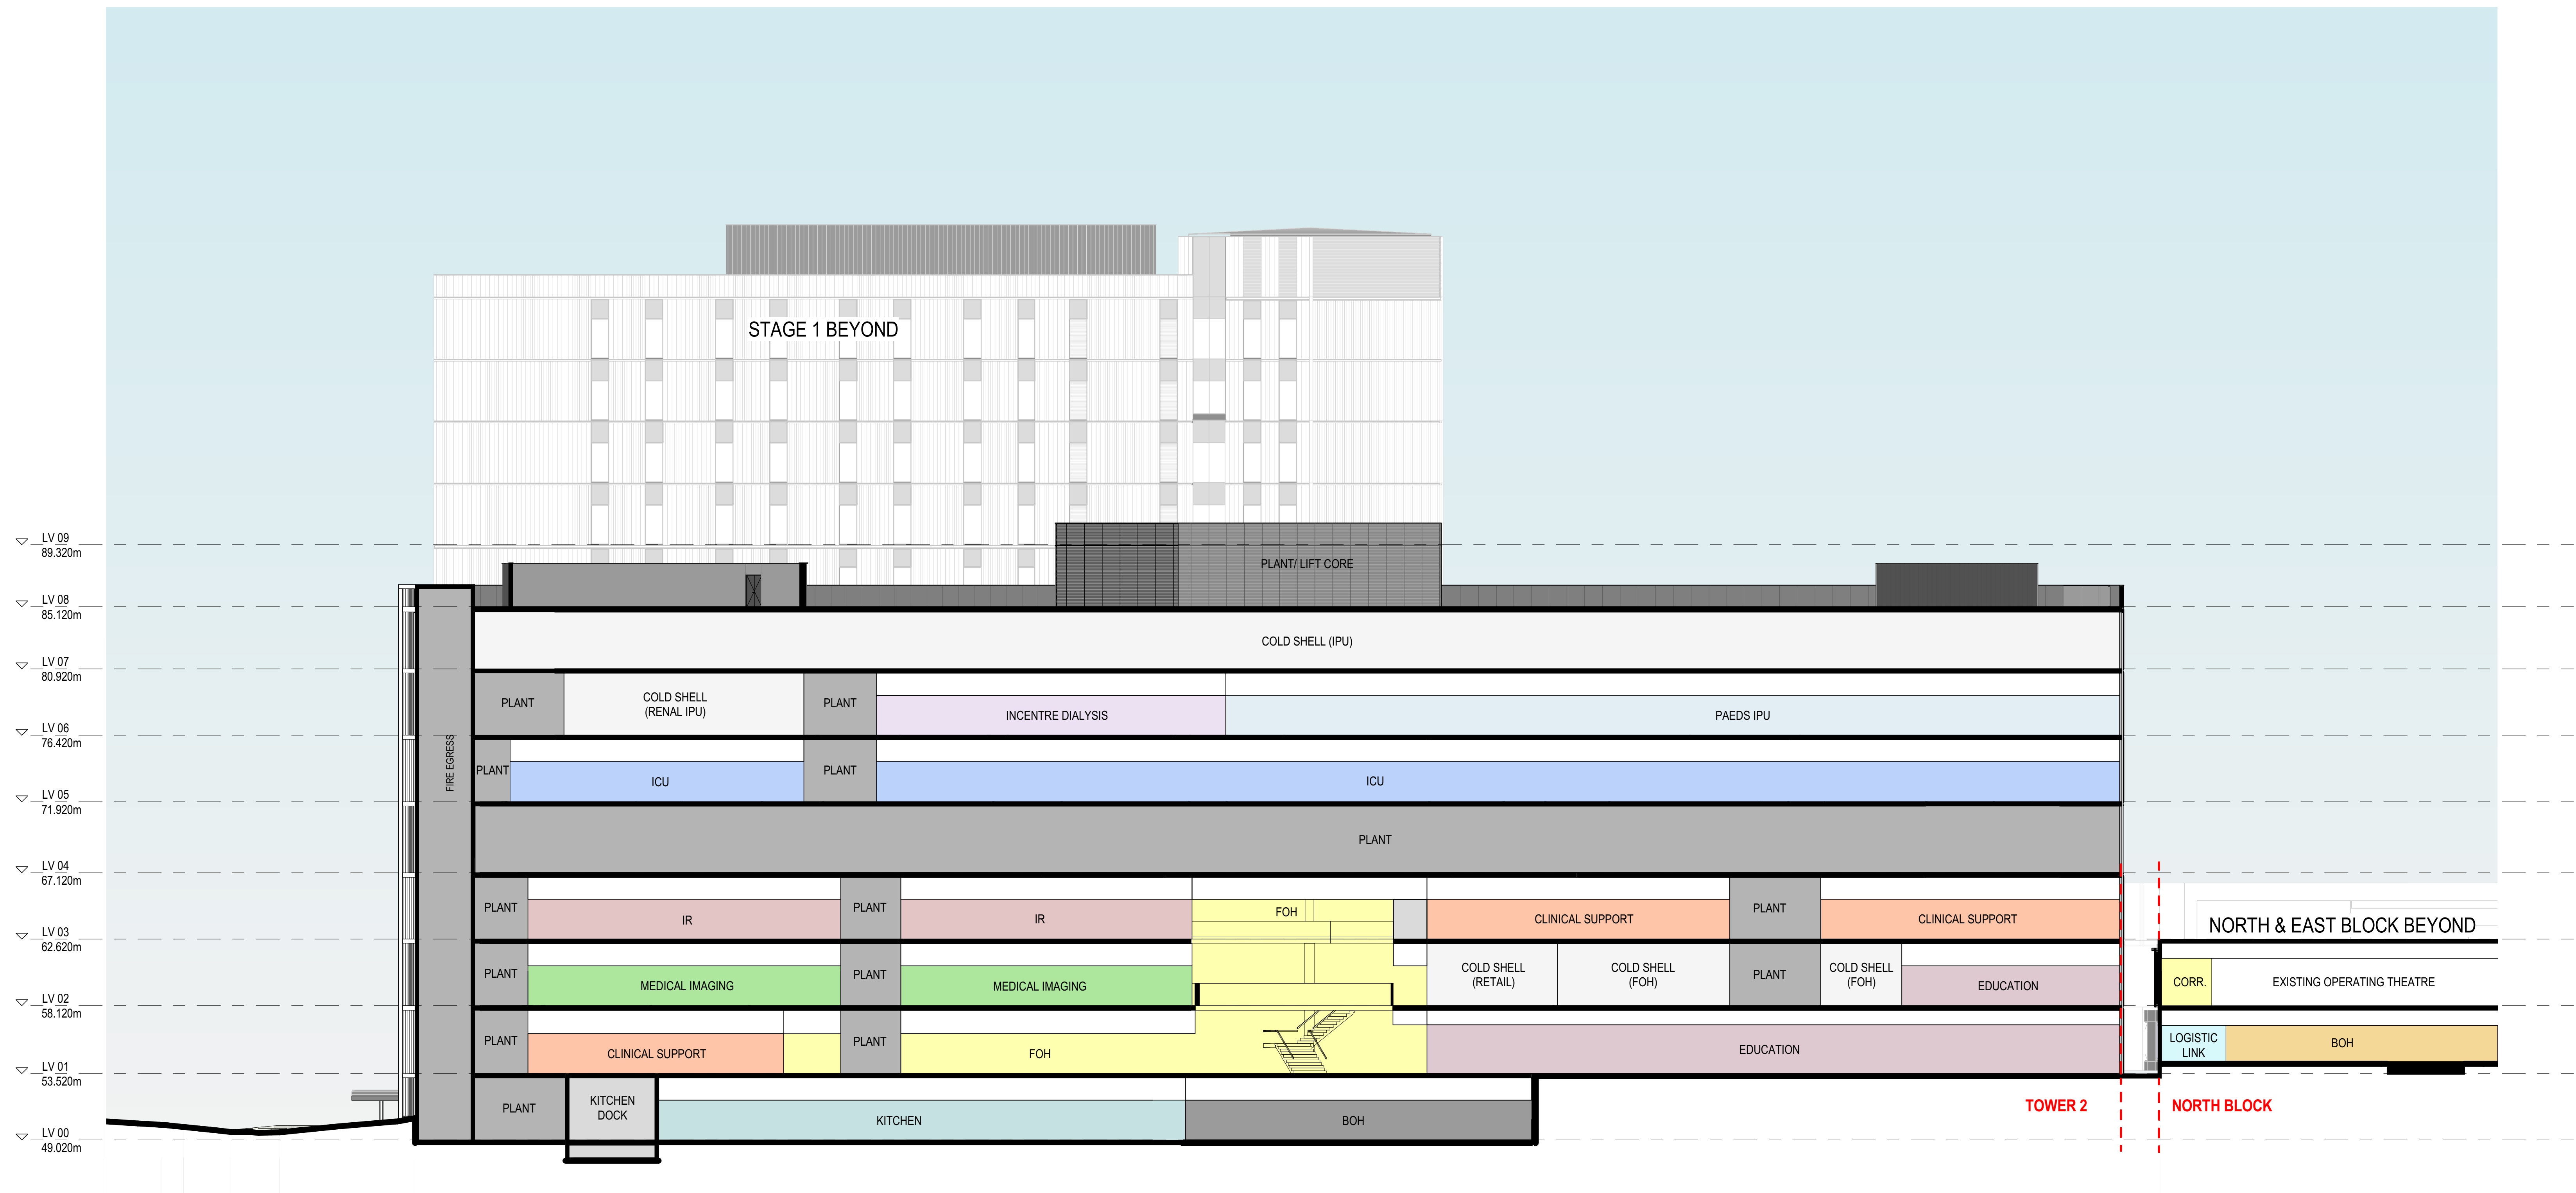 STAGE 1 BEYOND
LV 09
89.320m
PLANT/ LIFT CORE
LV 08
85.120m
COLD SHELL (IPU)
LV 07
80.920m
PLANT
COLD SHELL
(RENAL IPU)
PLANT
INCENTRE DIALYSIS
PAEDS IPU
LV 06
76.420m
FIRE EGRESS
PLANT
ICU
PLANT
ICU
LV 05
71.920m
PLANT
LV 04
67.120m
PLANT
IR
PLANT
IR
FOH
CLINICAL SUPPORT
PLANT
CLINICAL SUPPORT
NORTH & EAST BLOCK BEYOND
LV 03
62.620m
PLANT
MEDICAL IMAGING
PLANT
MEDICAL IMAGING
COLD SHELL
(RETAIL)
COLD SHELL
(FOH)
PLANT
COLD SHELL
(FOH)
EDUCATION
CORR.
EXISTING OPERATING THEATRE
LV 02
58.120m
PLANT
CLINICAL SUPPORT
PLANT
FOH
EDUCATION
LOGISTIC
LINK
BOH
LV 01
53.520m
PLANT
KITCHEN
DOCK
KITCHEN
BOH
TOWER 2
NORTH BLOCK
LV 00
49.020m